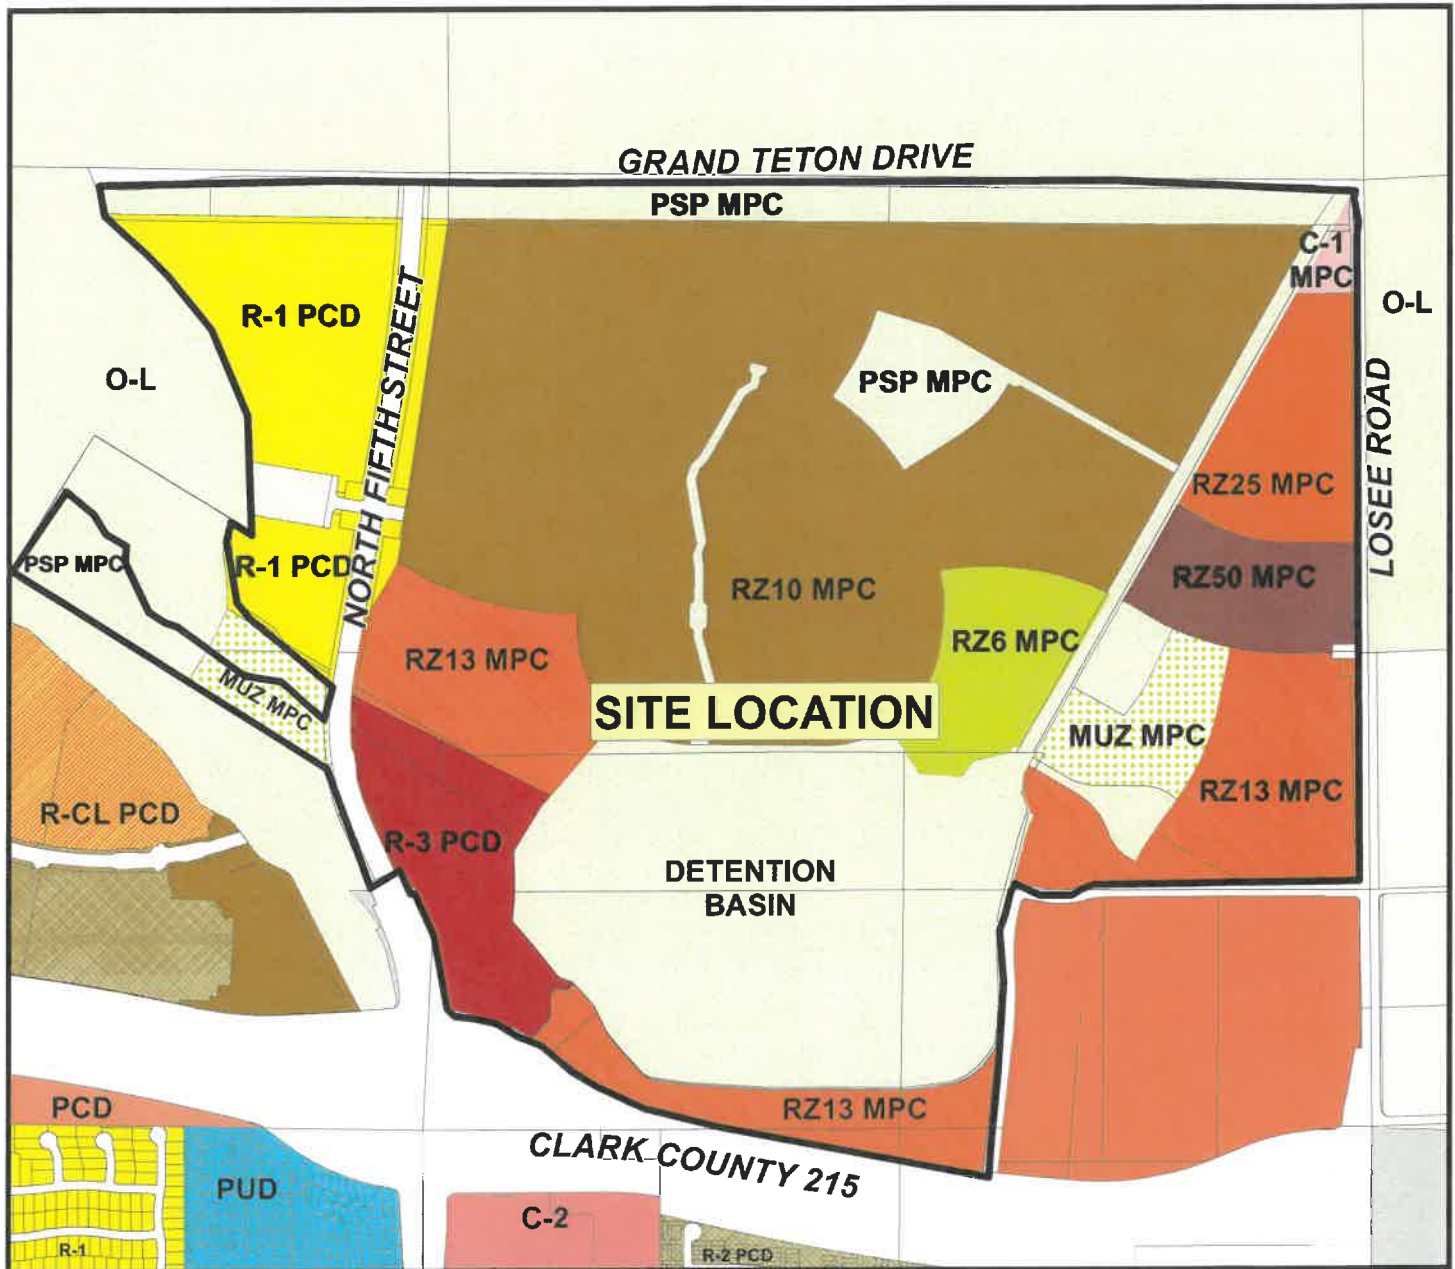 GRAND TETON DRIVE
PSP MPC
C-1
MPC
O-L
R-1 PCD
NORTH FIFTH STREET
O-L
PSP MPC
LOSEE ROAD
RZ25 MPC
PSP MPC
R-1 PCD
RZ10 MPC
RZ50 MPC
RZ13 MPC
RZ6 MPC
MUZ MPC
SITE LOCATION
MUZ MPC
RZ13 MPC
R-CL PCD
R-3 PCD
DETENTION
BASIN
PCD
RZ13 MPC
CLARK COUNTY 215
PUD
C-2
R-1
R-2 PCD